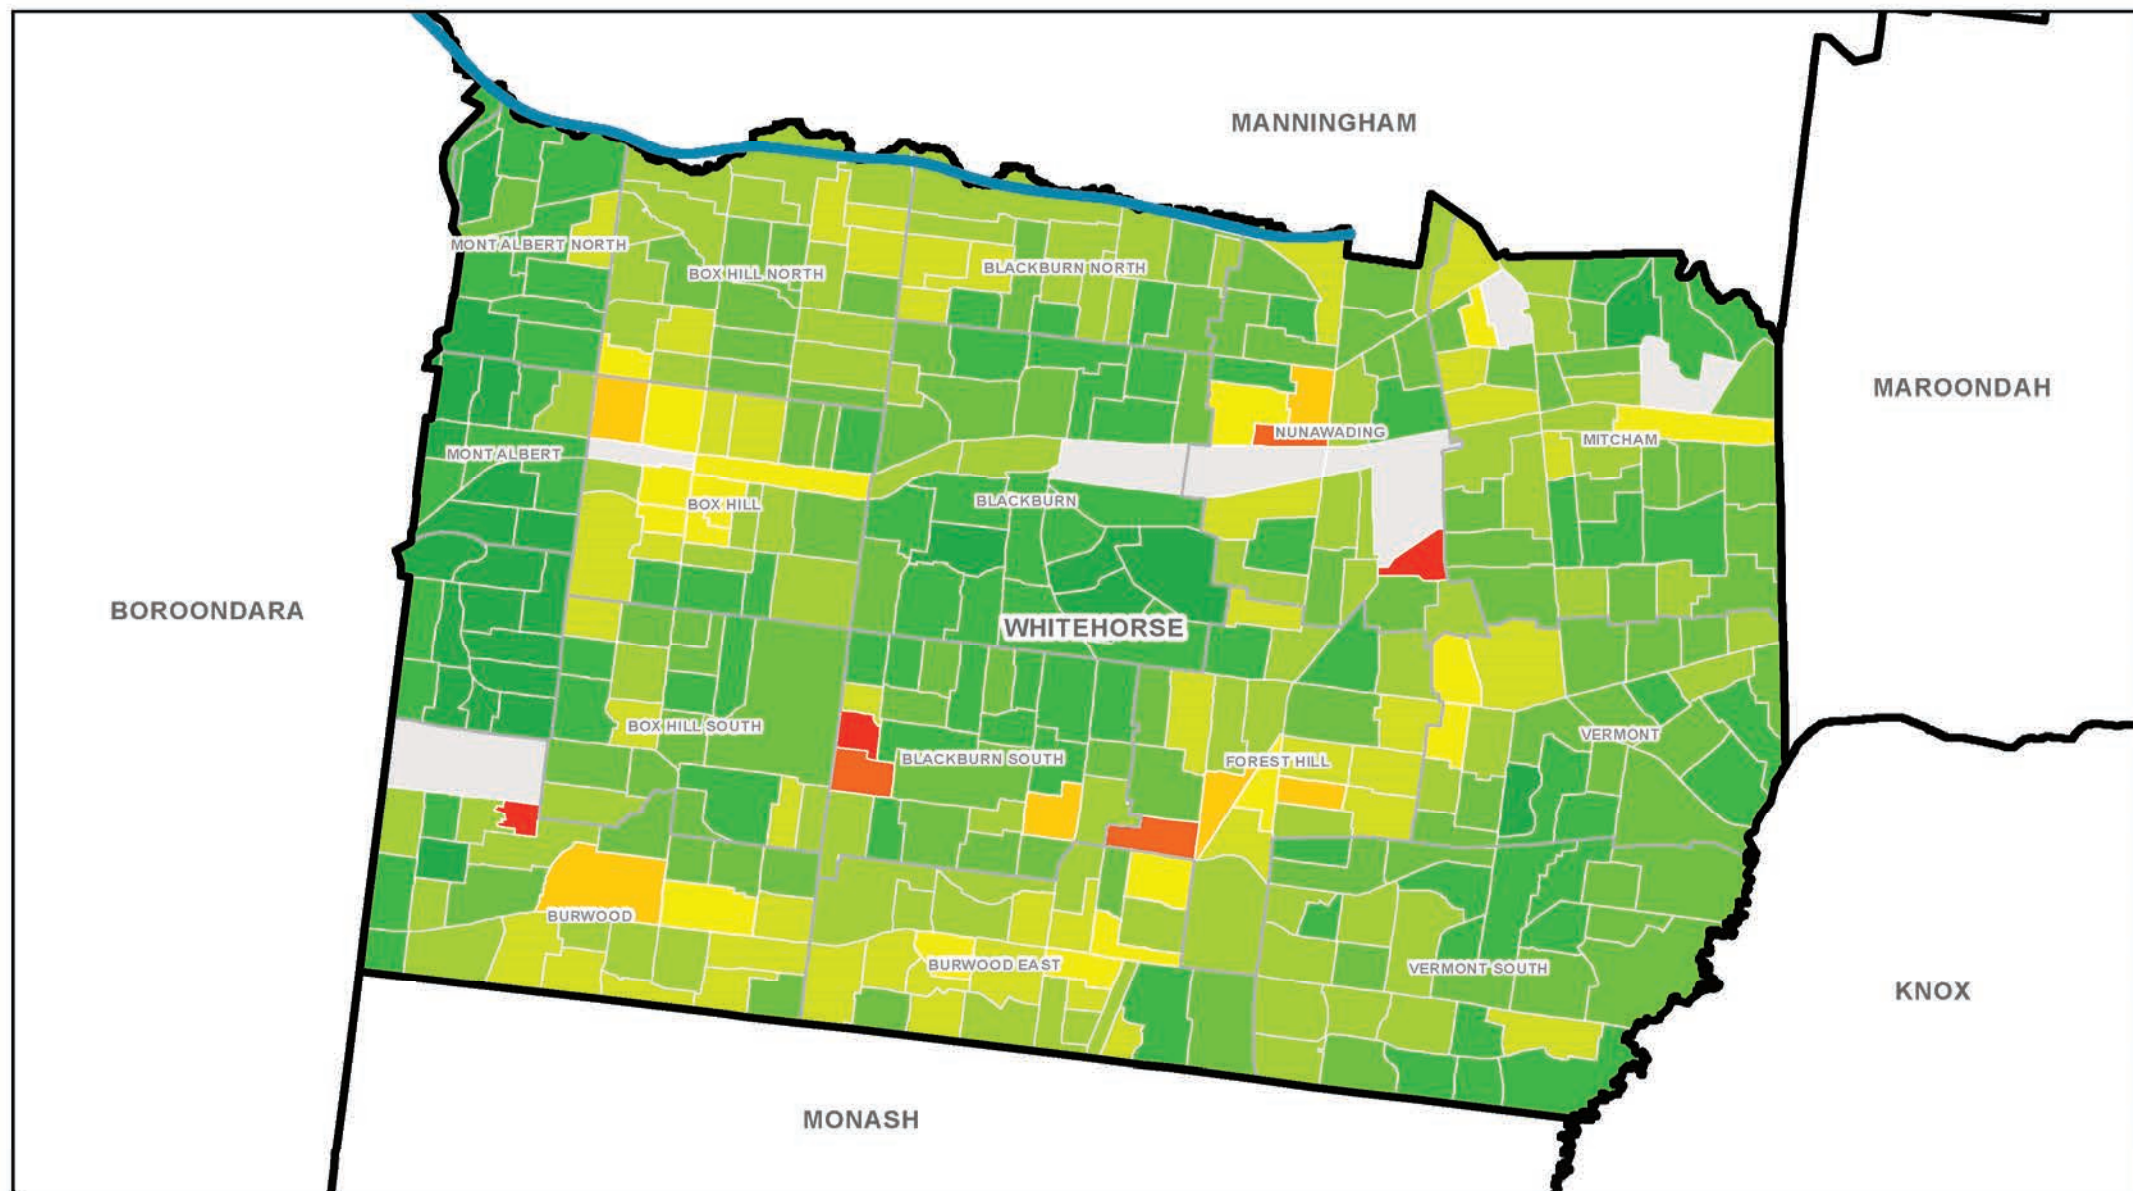 MANNINGHAM
MONT ALBERT NORTH
BOX HILL NORTH
BLACKBURN NORTH
MAROONDAH
NUNAWADING
MITCHAM
MONT ALBERT
BOX HILL
BLACKBURN
BOROONDARA
WHITEHORSE
BOX HILL SOUTH
VERMONT
BLACKBURN SOUTH
FOREST HILL
BURWOOD
BURWOOD EAST
VERMONT SOUTH
KNOX
MONASH